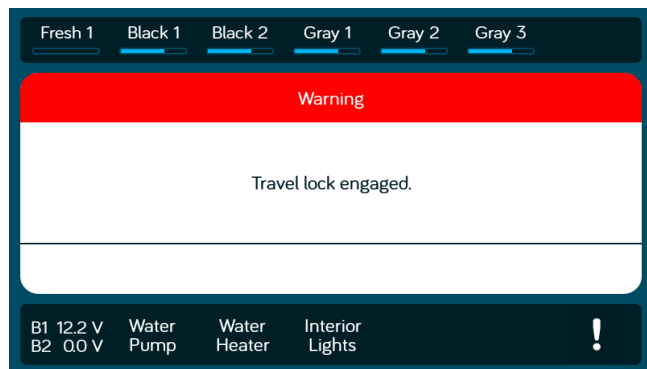 Fresh 1 Black 1 Black 2 Gray 1 Gray 2 Gray 3
Warning
Travel lock engaged.
B1 12.2 V Water Water Interior
B2 0.0 V Pump Heater Lights !